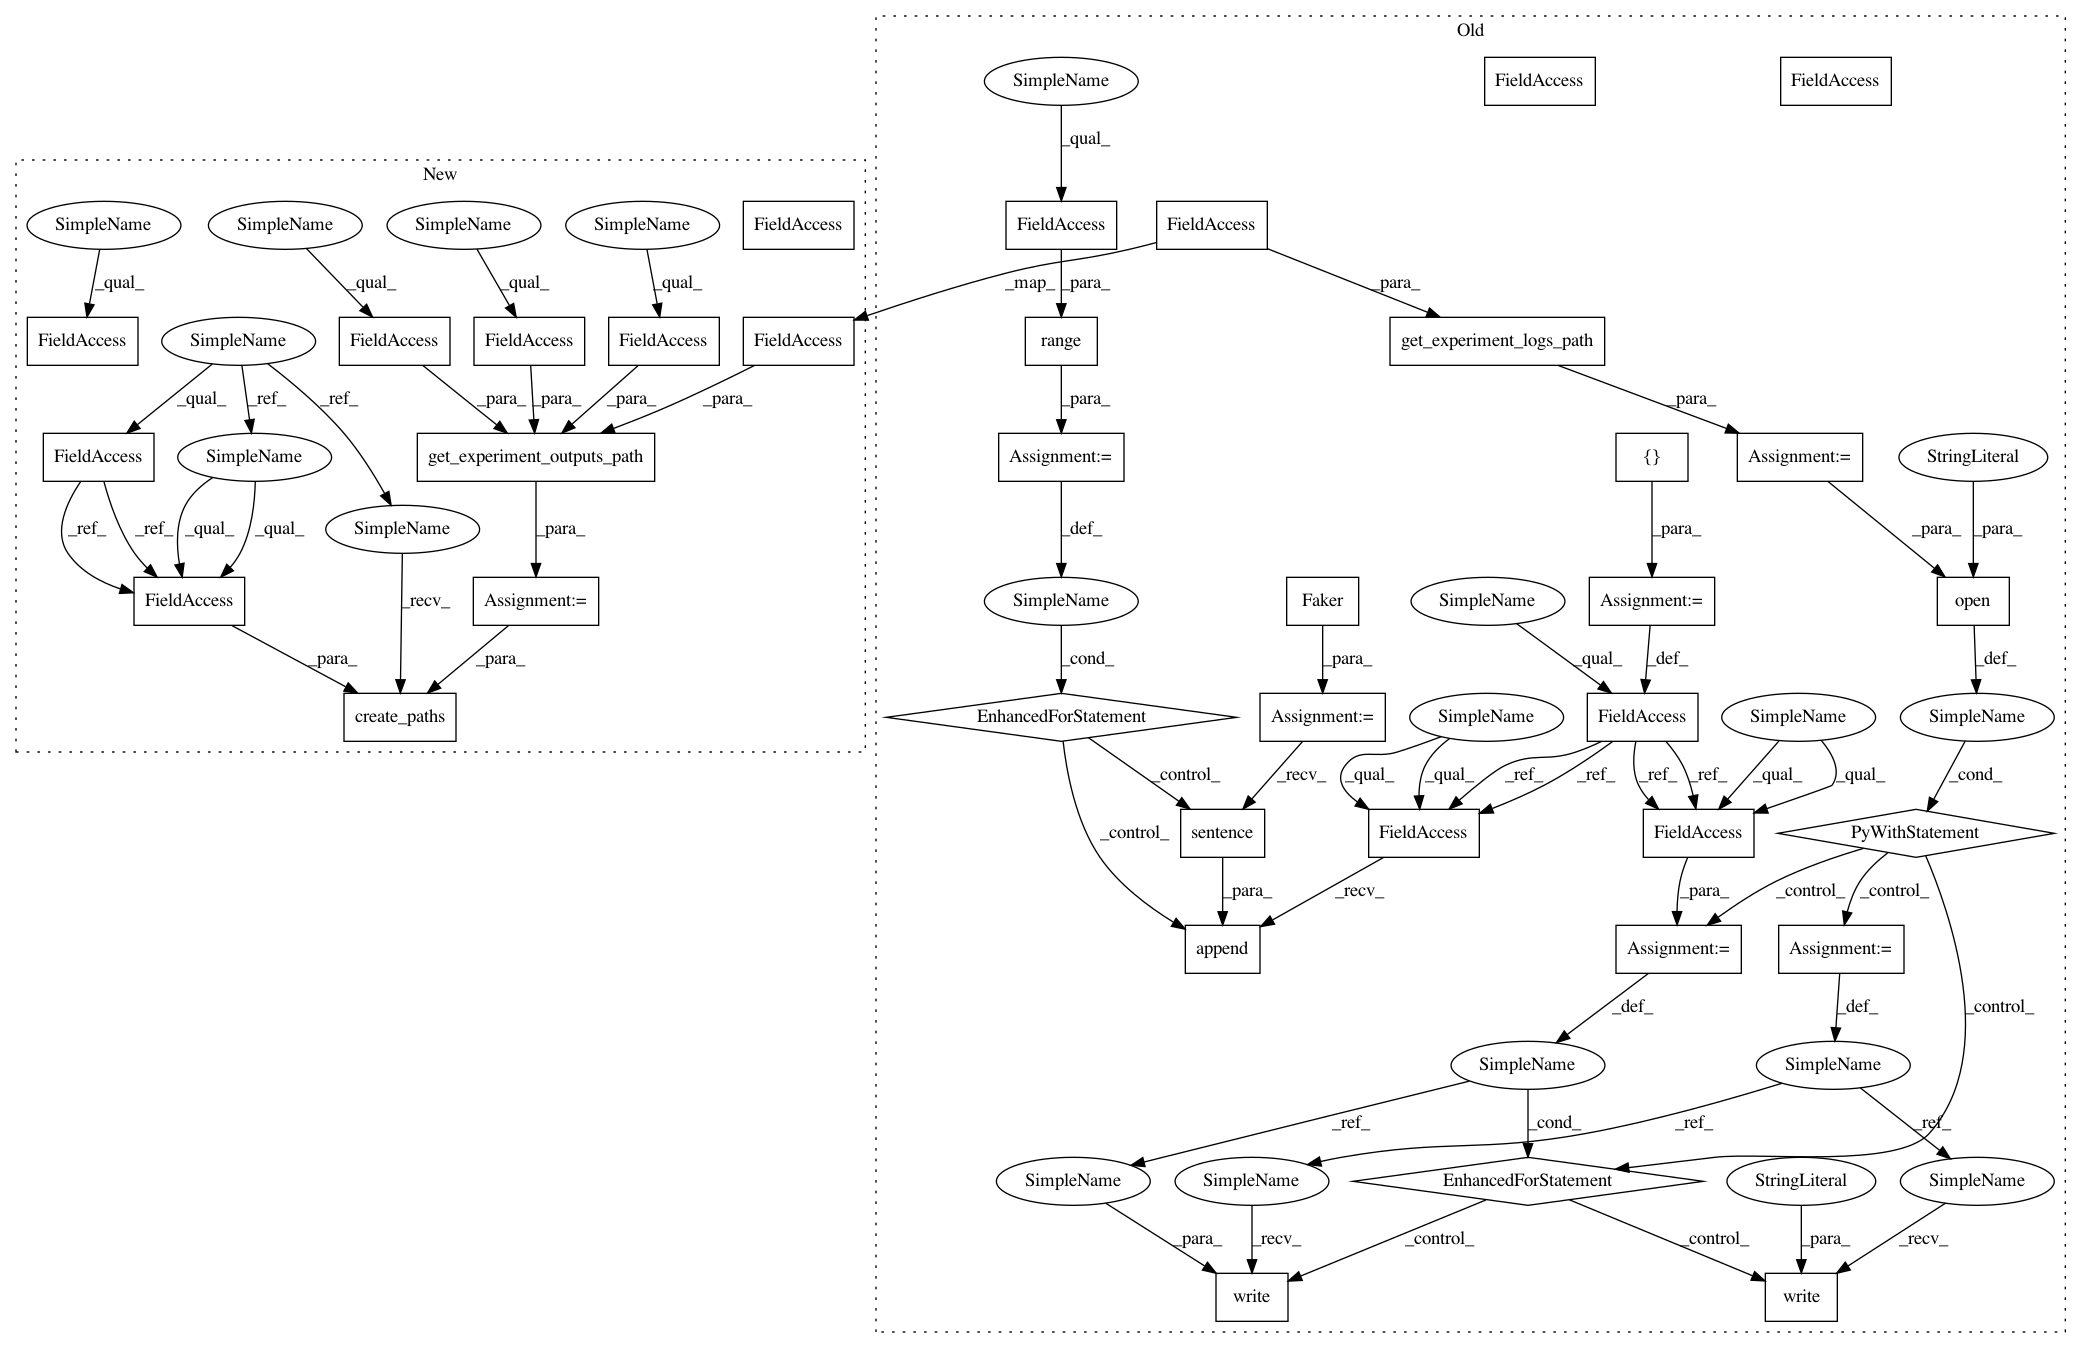 Old
SimpleName
FieldAccess
FieldAccess
_qual_
New
SimpleName
SimpleName
SimpleName
SimpleName
FieldAccess
FieldAccess
FieldAccess
_qual_
_qual_
_qual_
_qual_
_map_
_para_
_para_
FieldAccess
SimpleName
FieldAccess
FieldAccess
FieldAccess
FieldAccess
range
get_experiment_logs_path
_qual_
_ref_
_ref_
_para_
_para_
_para_
_para_
_para_
_para_
FieldAccess
SimpleName
get_experiment_outputs_path
Assignment:=
{}
Assignment:=
StringLiteral
_ref_
_ref_
_qual_
_qual_
SimpleName
_para_
_def_
_para_
_para_
_para_
FieldAccess
Assignment:=
SimpleName
Faker
SimpleName
Assignment:=
open
_para_
_recv_
_para_
_cond_
_para_
_qual_
_def_
_def_
create_paths
EnhancedForStatement
Assignment:=
SimpleName
FieldAccess
SimpleName
SimpleName
_control_
_recv_
_qual_
_qual_
_ref_
_ref_
_ref_
_ref_
_qual_
_qual_
_cond_
_control_
sentence
FieldAccess
FieldAccess
PyWithStatement
_para_
_recv_
_para_
_control_
_control_
append
Assignment:=
Assignment:=
_def_
_def_
_control_
SimpleName
SimpleName
_ref_
_cond_
_ref_
_ref_
SimpleName
SimpleName
EnhancedForStatement
StringLiteral
SimpleName
_para_
_recv_
_control_
_control_
_para_
_recv_
write
write